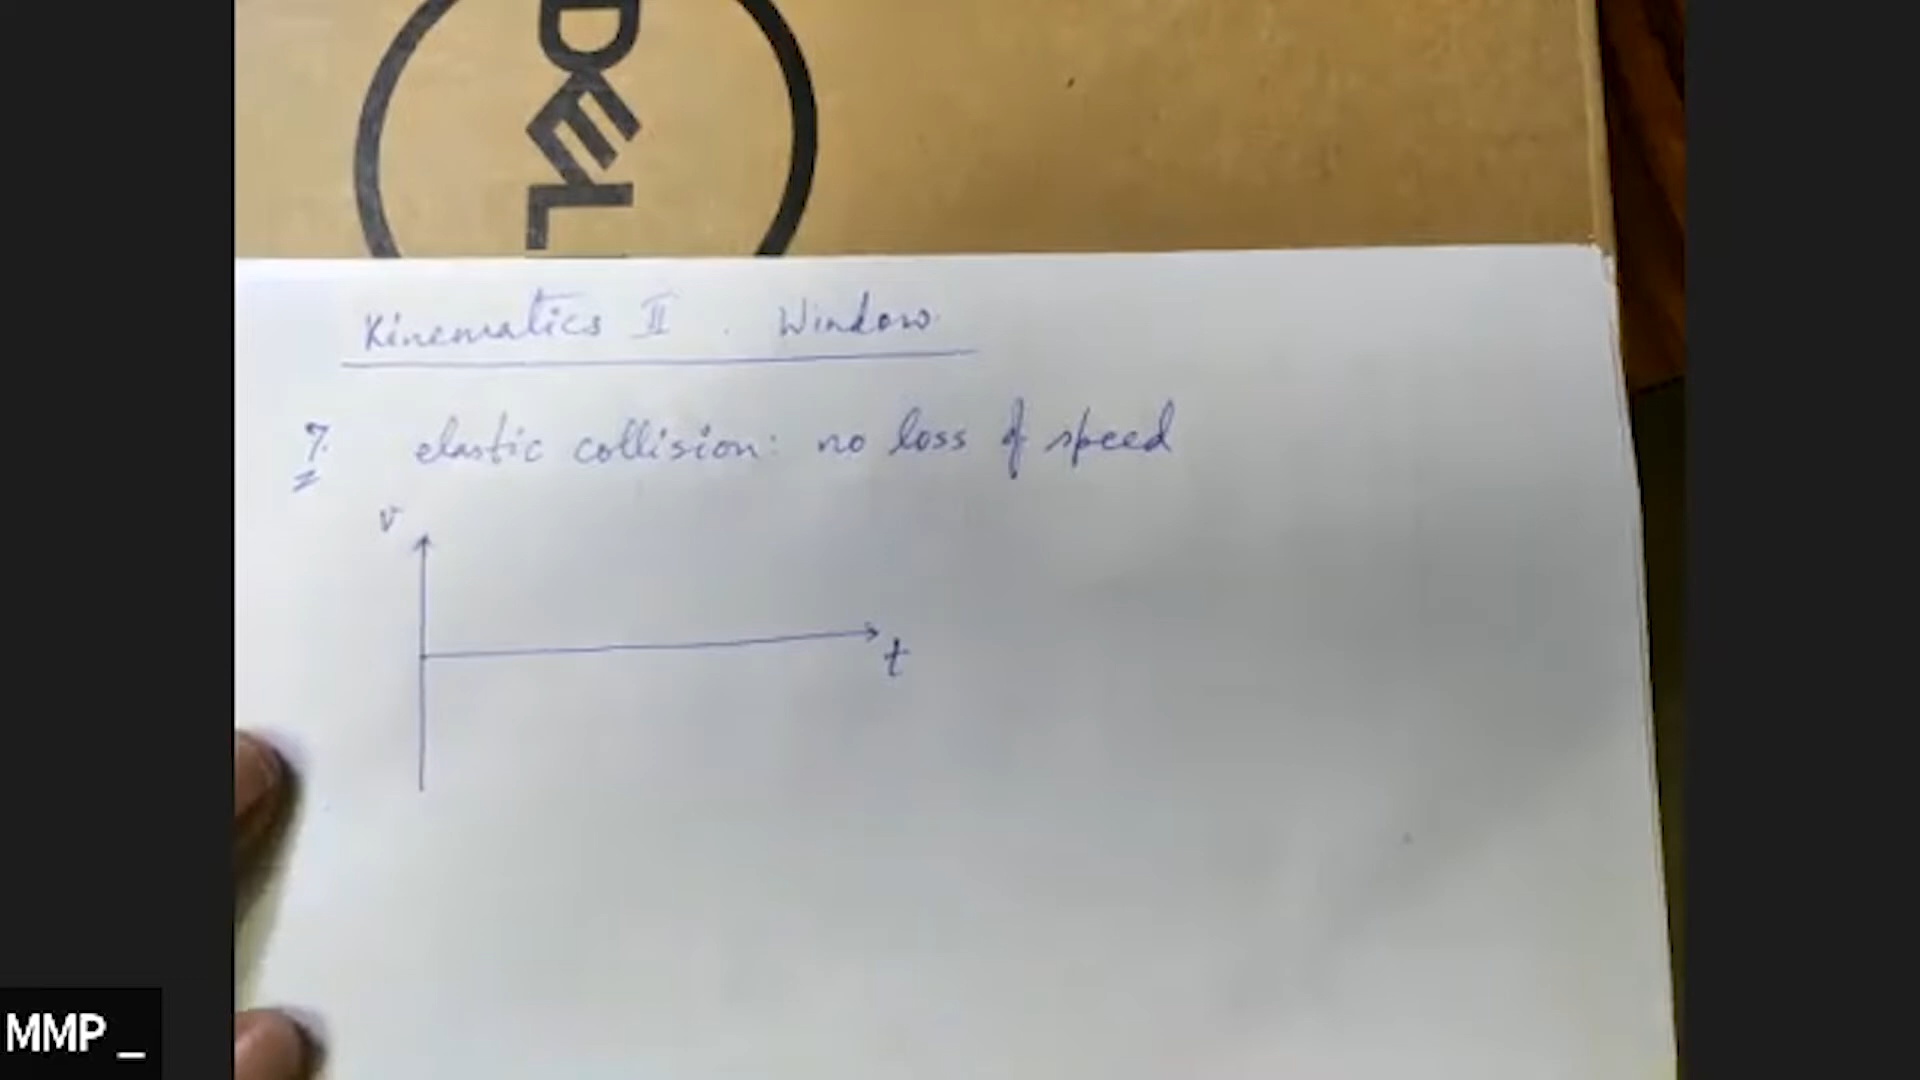 DELL
Kinematics II . Window
7. elastic collision: no loss of speed
v
t
MMP _